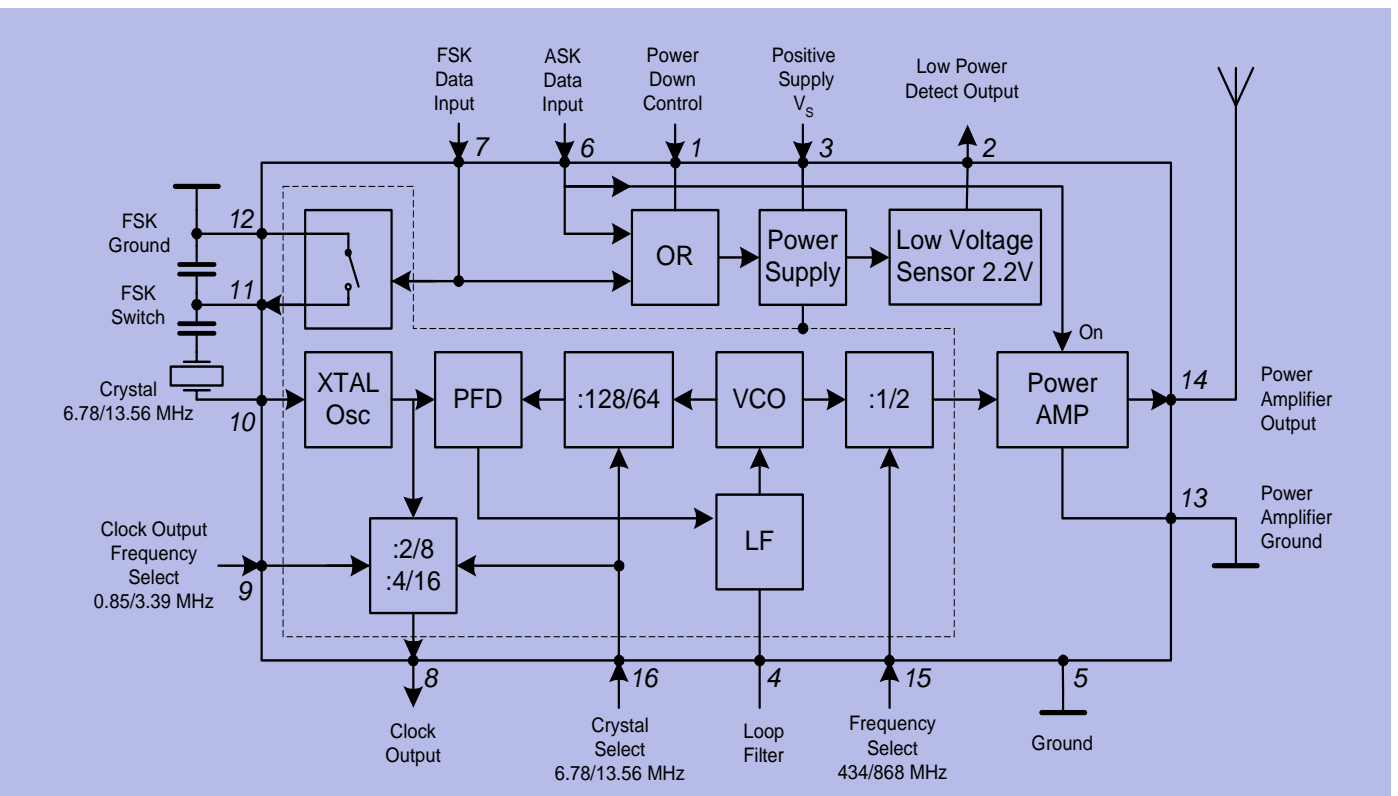 FSK
Data
Input
ASK
Data
Input
Power
Down
Control
Positive
Supply
VS
Low Power
Detect Output
7
6
1
3
2
12
FSK
Ground
11
FSK
Switch
OR
Power
Supply
Low Voltage
Sensor 2.2V
On
XTAL
Osc
PFD
:128/64
VCO
:1/2
Power
AMP
14
Power
Amplifier
Output
Crystal
6.78/13.56 MHz
10
13
Power
Amplifier
Ground
Clock Output
Frequency
Select
0.85/3.39 MHz
9
:2/8
:4/16
LF
8
16
4
15
5
Clock
Output
Crystal
Select
6.78/13.56 MHz
Loop
Filter
Frequency
Select
434/868 MHz
Ground